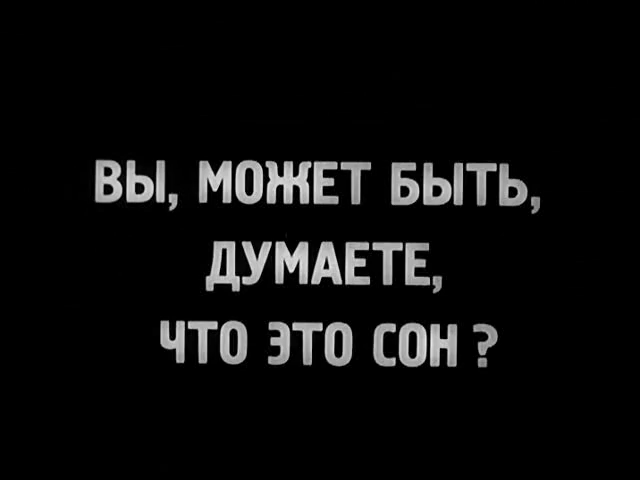 ВЫ, МОЖЕТ БЫТЬ,
ДУМАЕТЕ,
ЧТО ЭТО СОН ?